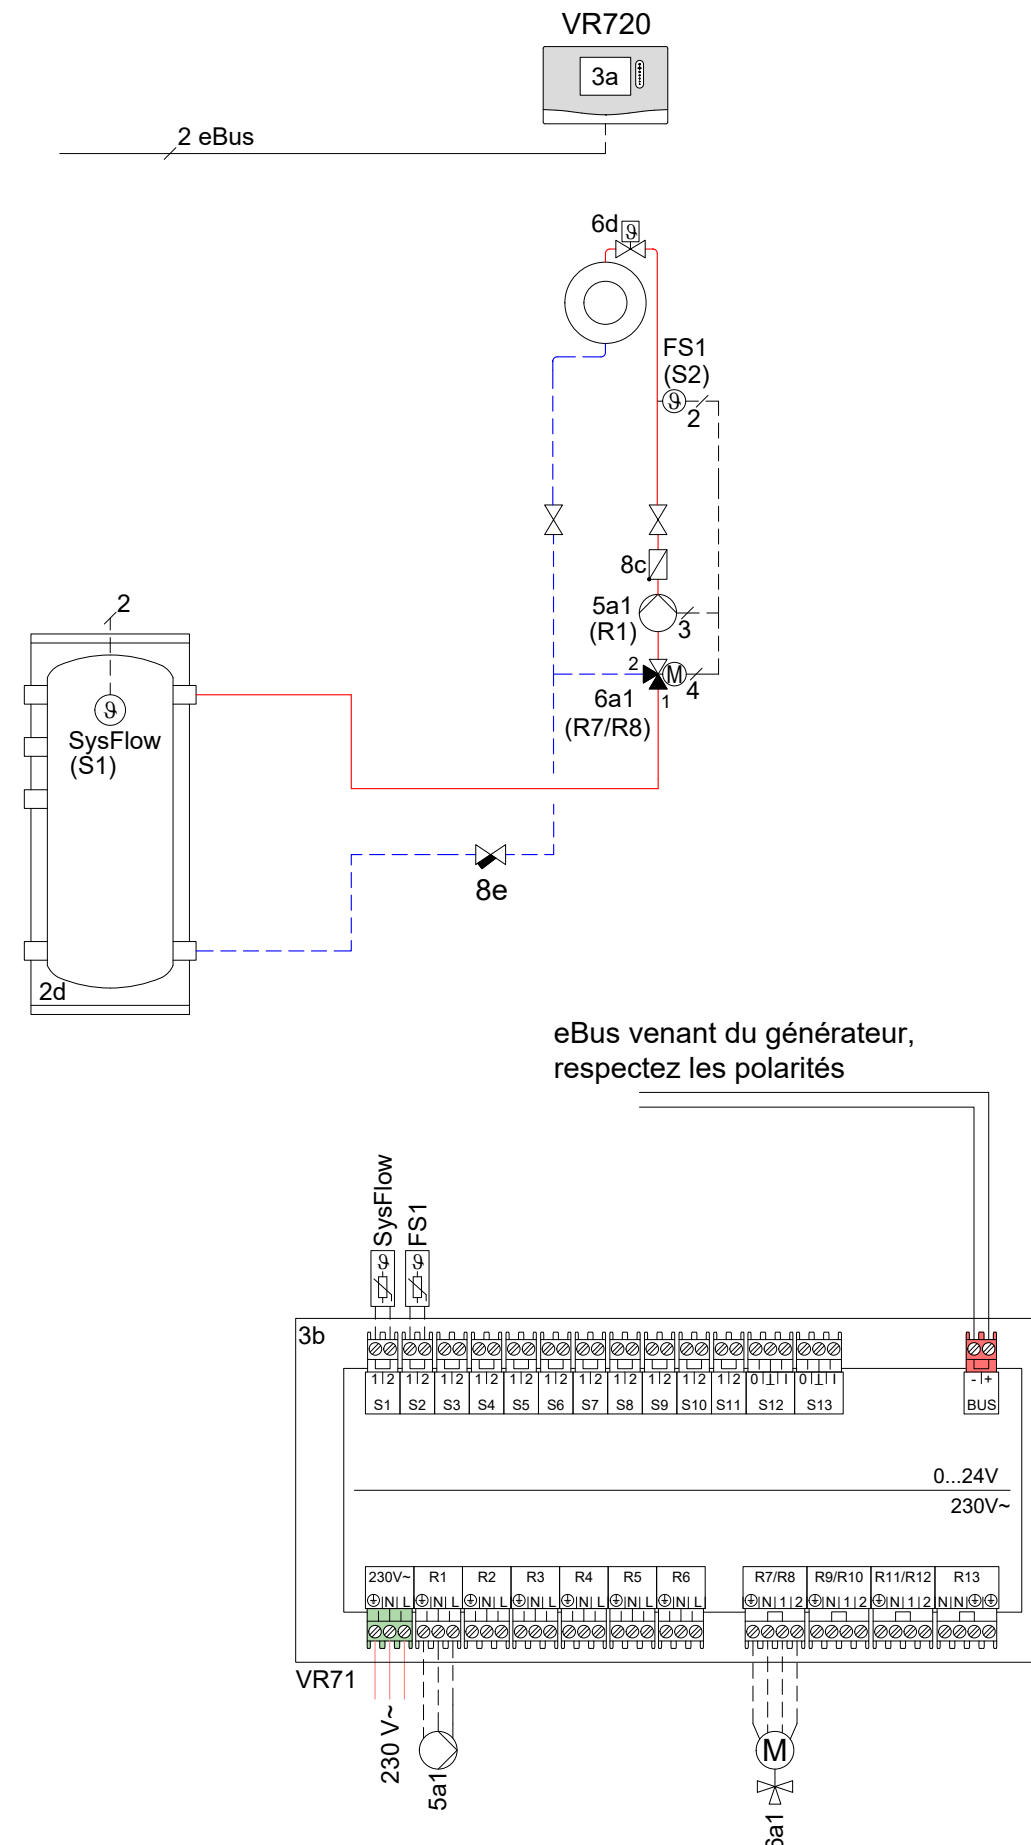 VR720
3a
2 eBus
6d
ϑ
FS1
(S2)
ϑ
2
8c
5a1
(R1)
3
2
M
4
6a1
1
(R7/R8)
2
ϑ
SysFlow
(S1)
8e
2d
eBus venant du générateur,
respectez les polarités
SysFlow
FS1
ϑ
ϑ
3b
1|2 1|2 1|2 1|2 1|2 1|2 1|2 1|2 1|2 1|2 1|2 0|⊥|I 0|⊥|I -|+
S1 S2 S3 S4 S5 S6 S7 S8 S9 S10 S11 S12 S13 BUS
0...24V
230V~
230V~ R1 R2 R3 R4 R5 R6 R7/R8 R9/R10 R11/R12 R13
⏚|N|L ⏚|N|L ⏚|N|L ⏚|N|L ⏚|N|L ⏚|N|L ⏚|N|L ⏚|N|1|2 ⏚|N|1|2 ⏚|N|1|2 N|N|⏚|⏚
VR71
230 V~
5a1
M
6a1